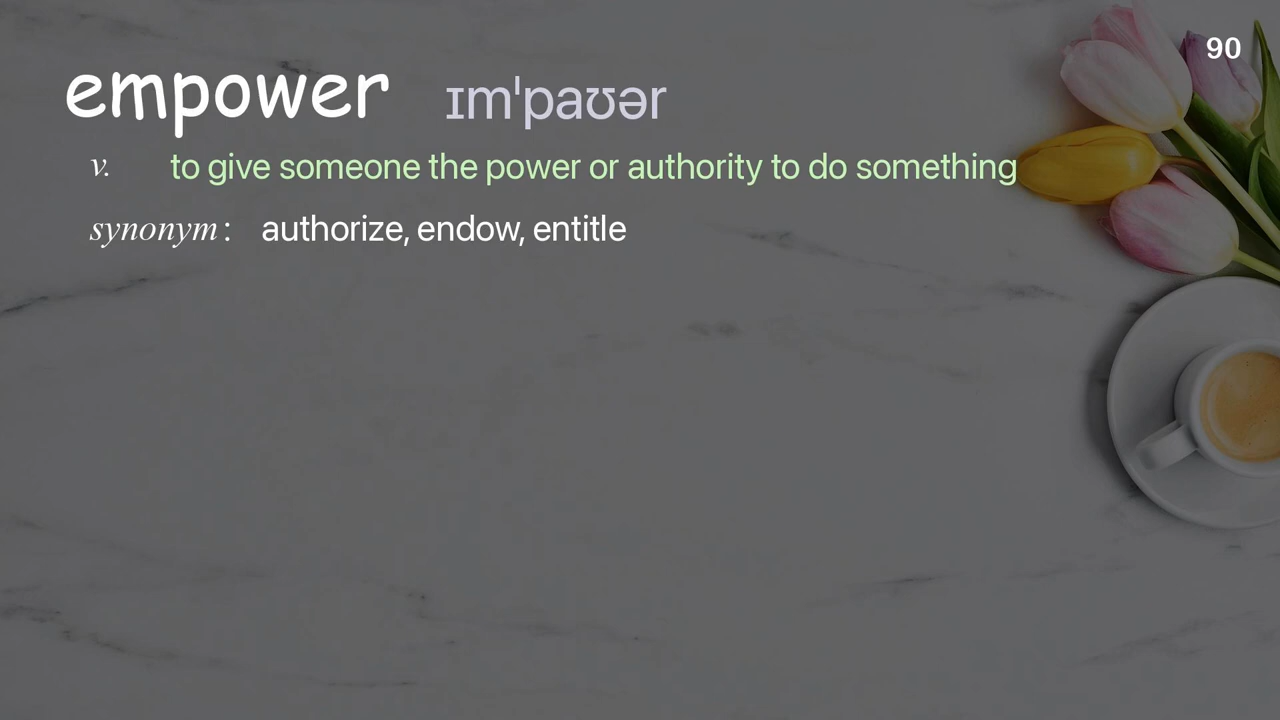 90
empower ɪmˈpaʊər
v. to give someone the power or authority to do something
synonym: authorize, endow, entitle